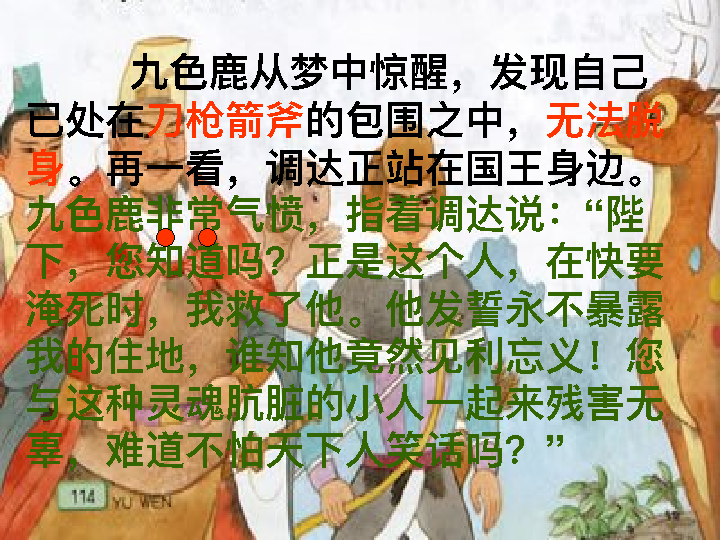 九色鹿从梦中惊醒，发现自己
已处在刀枪箭斧的包围之中，无法脱
身。再一看，调达正站在国王身边。
九色鹿非常气愤，指着调达说：“陛
下，您知道吗？正是这个人，在快要
淹死时，我救了他。他发誓永不暴露
我的住地，谁知他竟然见利忘义！您
与这种灵魂肮脏的小人一起来残害无
辜，难道不怕天下人笑话吗？”
114 YU WEN